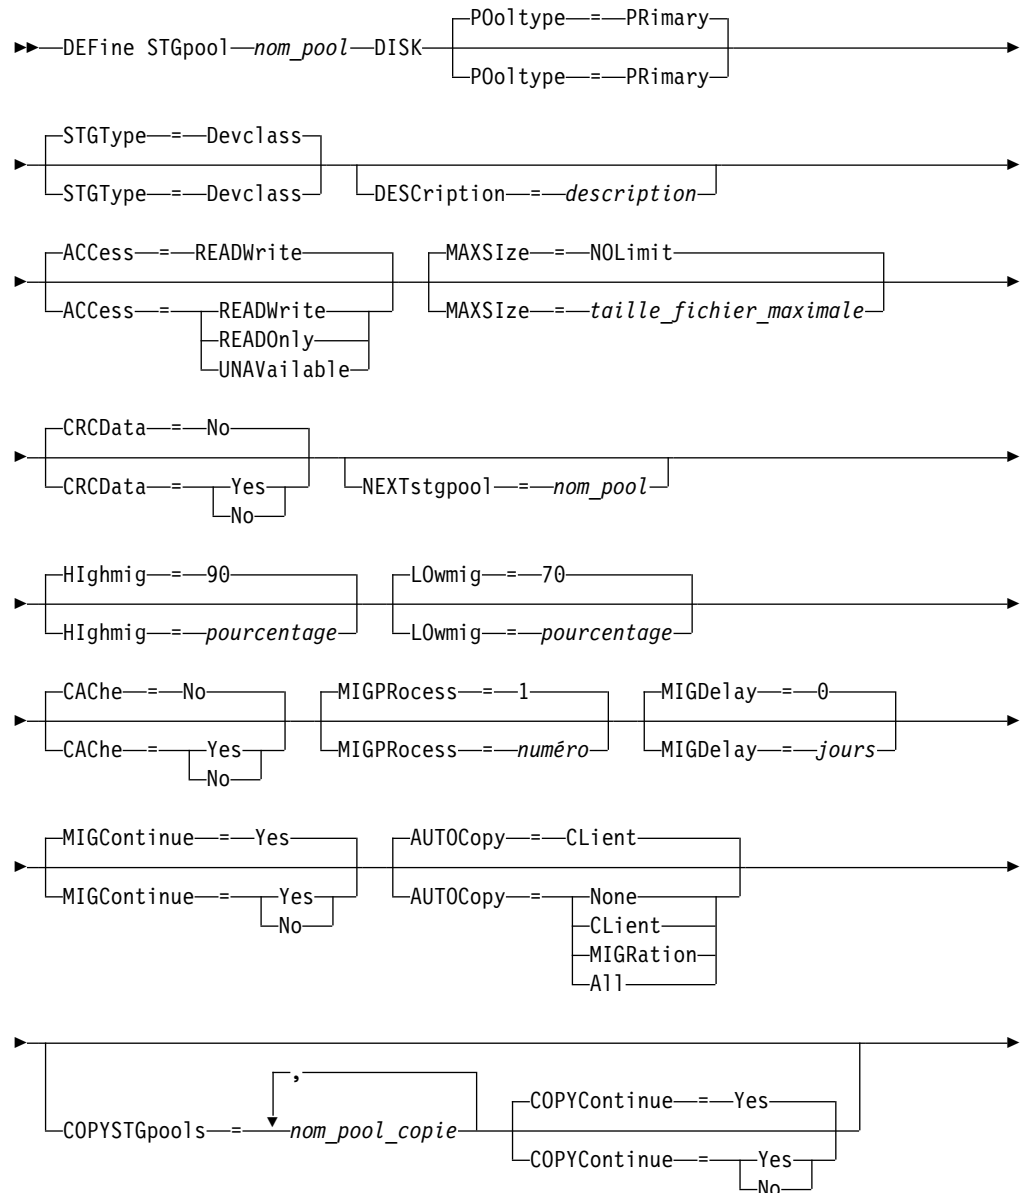 POoltype = PRimary
DEFine STGpool nom_pool DISK
POoltype = PRimary
STGType = Devclass
STGType = Devclass
DESCription = description
ACCess = READWrite
MAXSIze = NOLimit
ACCess = READWrite
READOnly
UNAVailable
MAXSIze = taille_fichier_maximale
CRCData = No
CRCData = Yes
No
NEXTstgpool = nom_pool
HIghmig = 90
LOwmig = 70
HIghmig = pourcentage
LOwmig = pourcentage
CAChe = No
MIGPRocess = 1
MIGDelay = 0
CAChe = Yes
No
MIGPRocess = numéro
MIGDelay = jours
MIGContinue = Yes
AUTOCopy = CLient
MIGContinue = Yes
No
AUTOCopy = None
CLient
MIGRation
All
,
COPYContinue = Yes
COPYSTGpools = nom_pool_copie
COPYContinue = Yes
No